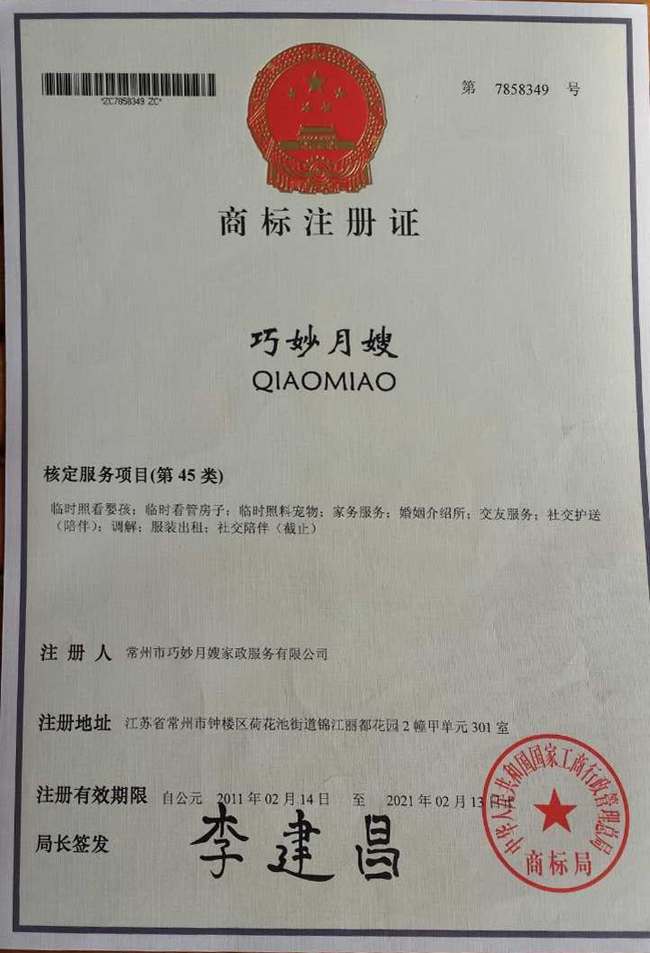 *ZC7858349 ZC*
第 7858349 号
商标注册证
巧妙月嫂
QIAOMIAO
核定服务项目(第 45 类)
临时照看婴孩；临时看管房子；临时照料宠物；家务服务；婚姻介绍所；交友服务；社交护送
（陪伴）；调解；服装出租；社交陪伴（截止）
注 册 人 常州市巧妙月嫂家政服务有限公司
注册地址 江苏省常州市钟楼区荷花池街道锦江丽都花园 2 幢甲单元 301 室
注册有效期限 自公元 2011 年 02 月 14 日 至 2021 年 02 月 13 日止
局长签发 李建昌
中华人民共和国国家工商行政管理总局
商标局